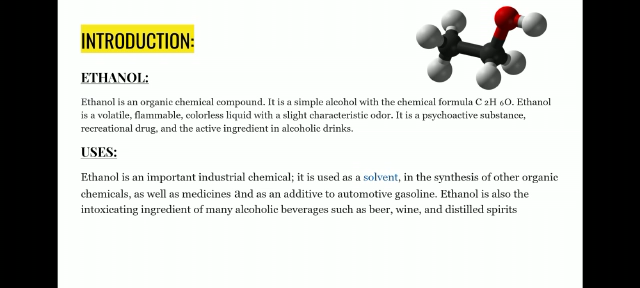 INTRODUCTION:
ETHANOL:
Ethanol is an organic chemical compound. It is a simple alcohol with the chemical formula C 2H 6O. Ethanol
is a volatile, flammable, colorless liquid with a slight characteristic odor. It is a psychoactive substance,
recreational drug, and the active ingredient in alcoholic drinks.
USES:
Ethanol is an important industrial chemical; it is used as a solvent, in the synthesis of other organic
chemicals, as well as medicines and as an additive to automotive gasoline. Ethanol is also the
intoxicating ingredient of many alcoholic beverages such as beer, wine, and distilled spirits